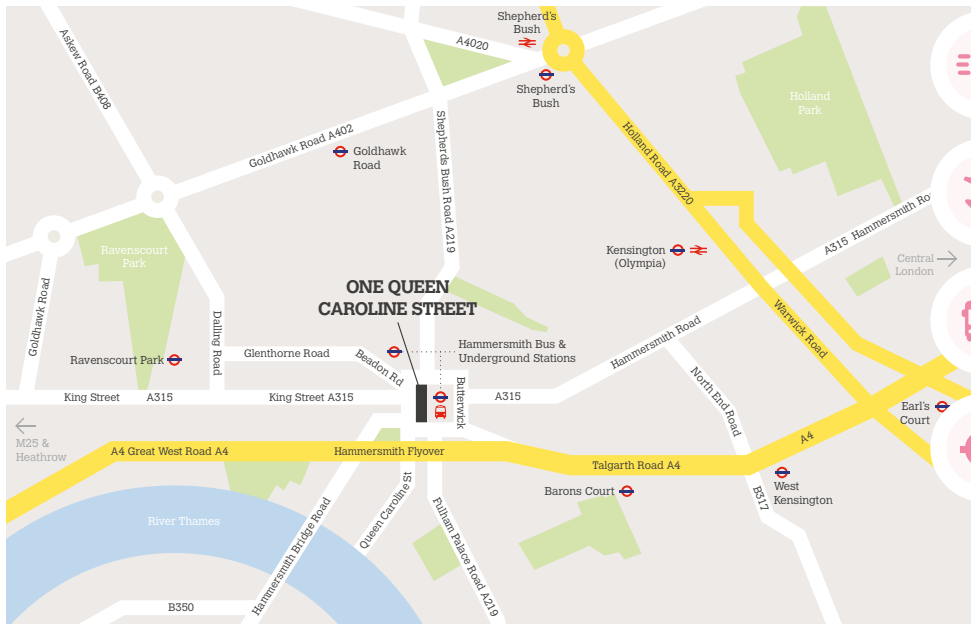 Shepherd's
Bush
A4020
Askew Road B408
Shepherd's
Bush
Holland
Park
Goldhawk Road A402
Goldhawk
Road
Shepherds Bush Road A219
Holland Road A3220
A315 Hammersmith Ro
Ravenscourt
Park
Kensington
(Olympia)
Central
London
Goldhawk Road
ONE QUEEN
CAROLINE STREET
Warwick Road
Dalling Road
Hammersmith Road
Hammersmith Bus &
Underground Stations
Glenthorne Road
Beadon Rd
Ravenscourt Park
Butterwick
North End Road
King Street
A315
King Street A315
A315
Earl's
Court
M25 &
Heathrow
A4 Great West Road A4
Hammersmith Flyover
Talgarth Road A4
A4
Barons Court
West
Kensington
B317
River Thames
Hammersmith Bridge Road
Queen Caroline St
Fulham Palace Road A219
B350